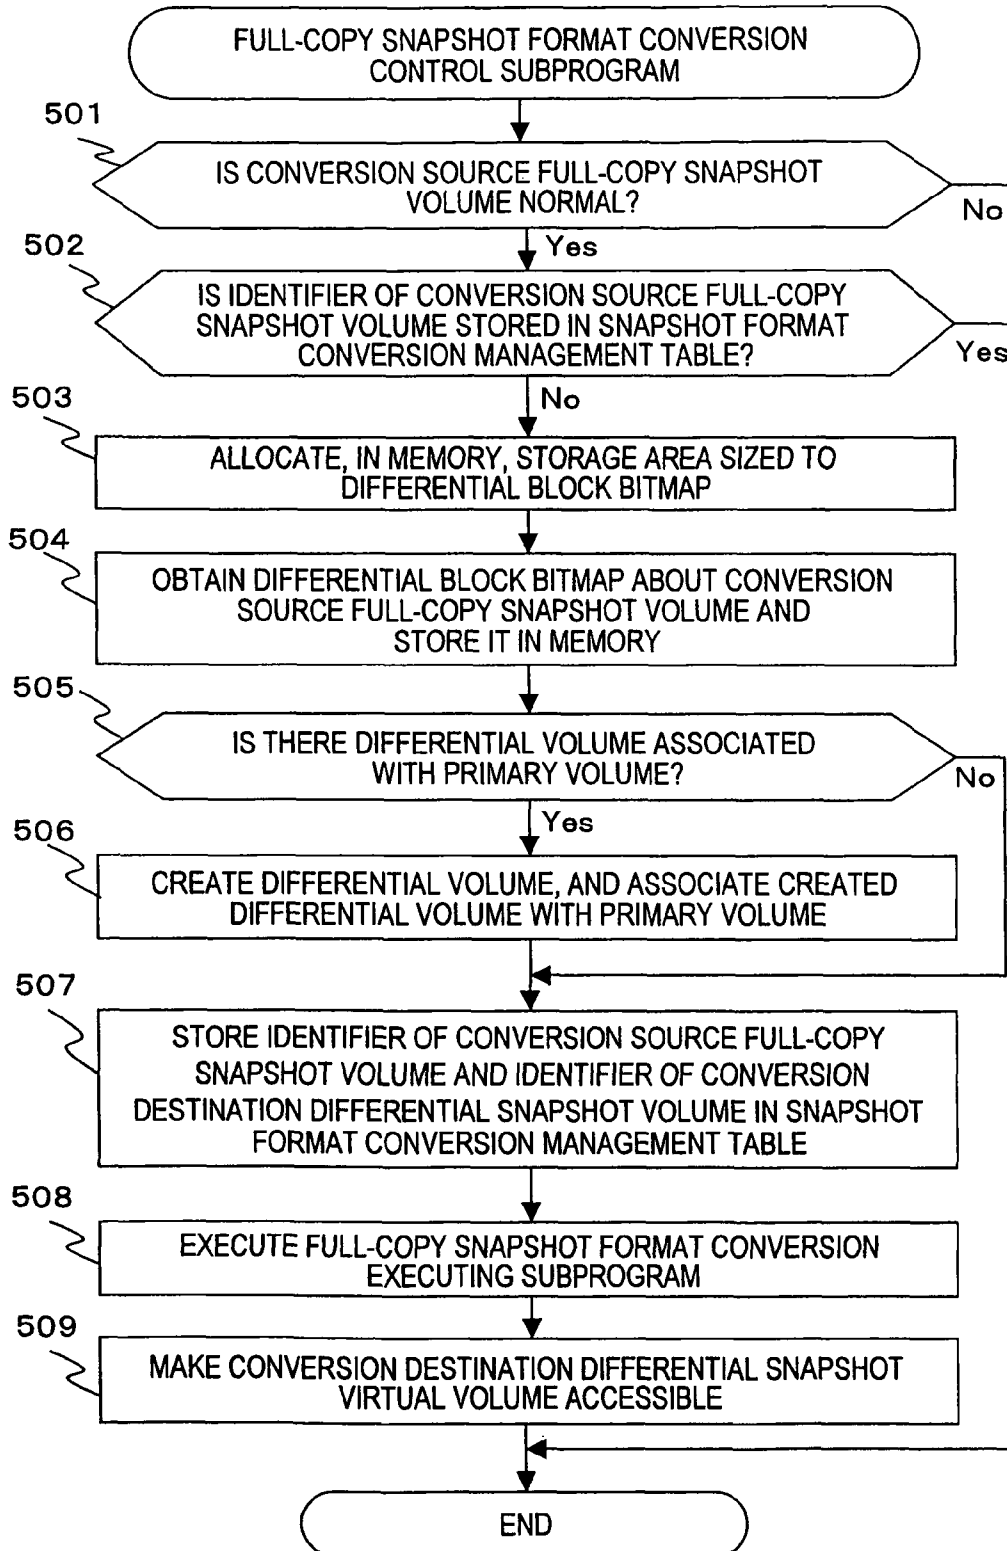 FULL-COPY SNAPSHOT FORMAT CONVERSION
CONTROL SUBPROGRAM
501
IS CONVERSION SOURCE FULL-COPY SNAPSHOT
VOLUME NORMAL?
No
Yes
502
IS IDENTIFIER OF CONVERSION SOURCE FULL-COPY
SNAPSHOT VOLUME STORED IN SNAPSHOT FORMAT
CONVERSION MANAGEMENT TABLE?
Yes
No
503
ALLOCATE, IN MEMORY, STORAGE AREA SIZED TO
DIFFERENTIAL BLOCK BITMAP
504
OBTAIN DIFFERENTIAL BLOCK BITMAP ABOUT CONVERSION
SOURCE FULL-COPY SNAPSHOT VOLUME AND
STORE IT IN MEMORY
505
IS THERE DIFFERENTIAL VOLUME ASSOCIATED
WITH PRIMARY VOLUME?
No
Yes
506
CREATE DIFFERENTIAL VOLUME, AND ASSOCIATE CREATED
DIFFERENTIAL VOLUME WITH PRIMARY VOLUME
507
STORE IDENTIFIER OF CONVERSION SOURCE FULL-COPY
SNAPSHOT VOLUME AND IDENTIFIER OF CONVERSION
DESTINATION DIFFERENTIAL SNAPSHOT VOLUME IN SNAPSHOT
FORMAT CONVERSION MANAGEMENT TABLE
508
EXECUTE FULL-COPY SNAPSHOT FORMAT CONVERSION
EXECUTING SUBPROGRAM
509
MAKE CONVERSION DESTINATION DIFFERENTIAL SNAPSHOT
VIRTUAL VOLUME ACCESSIBLE
END